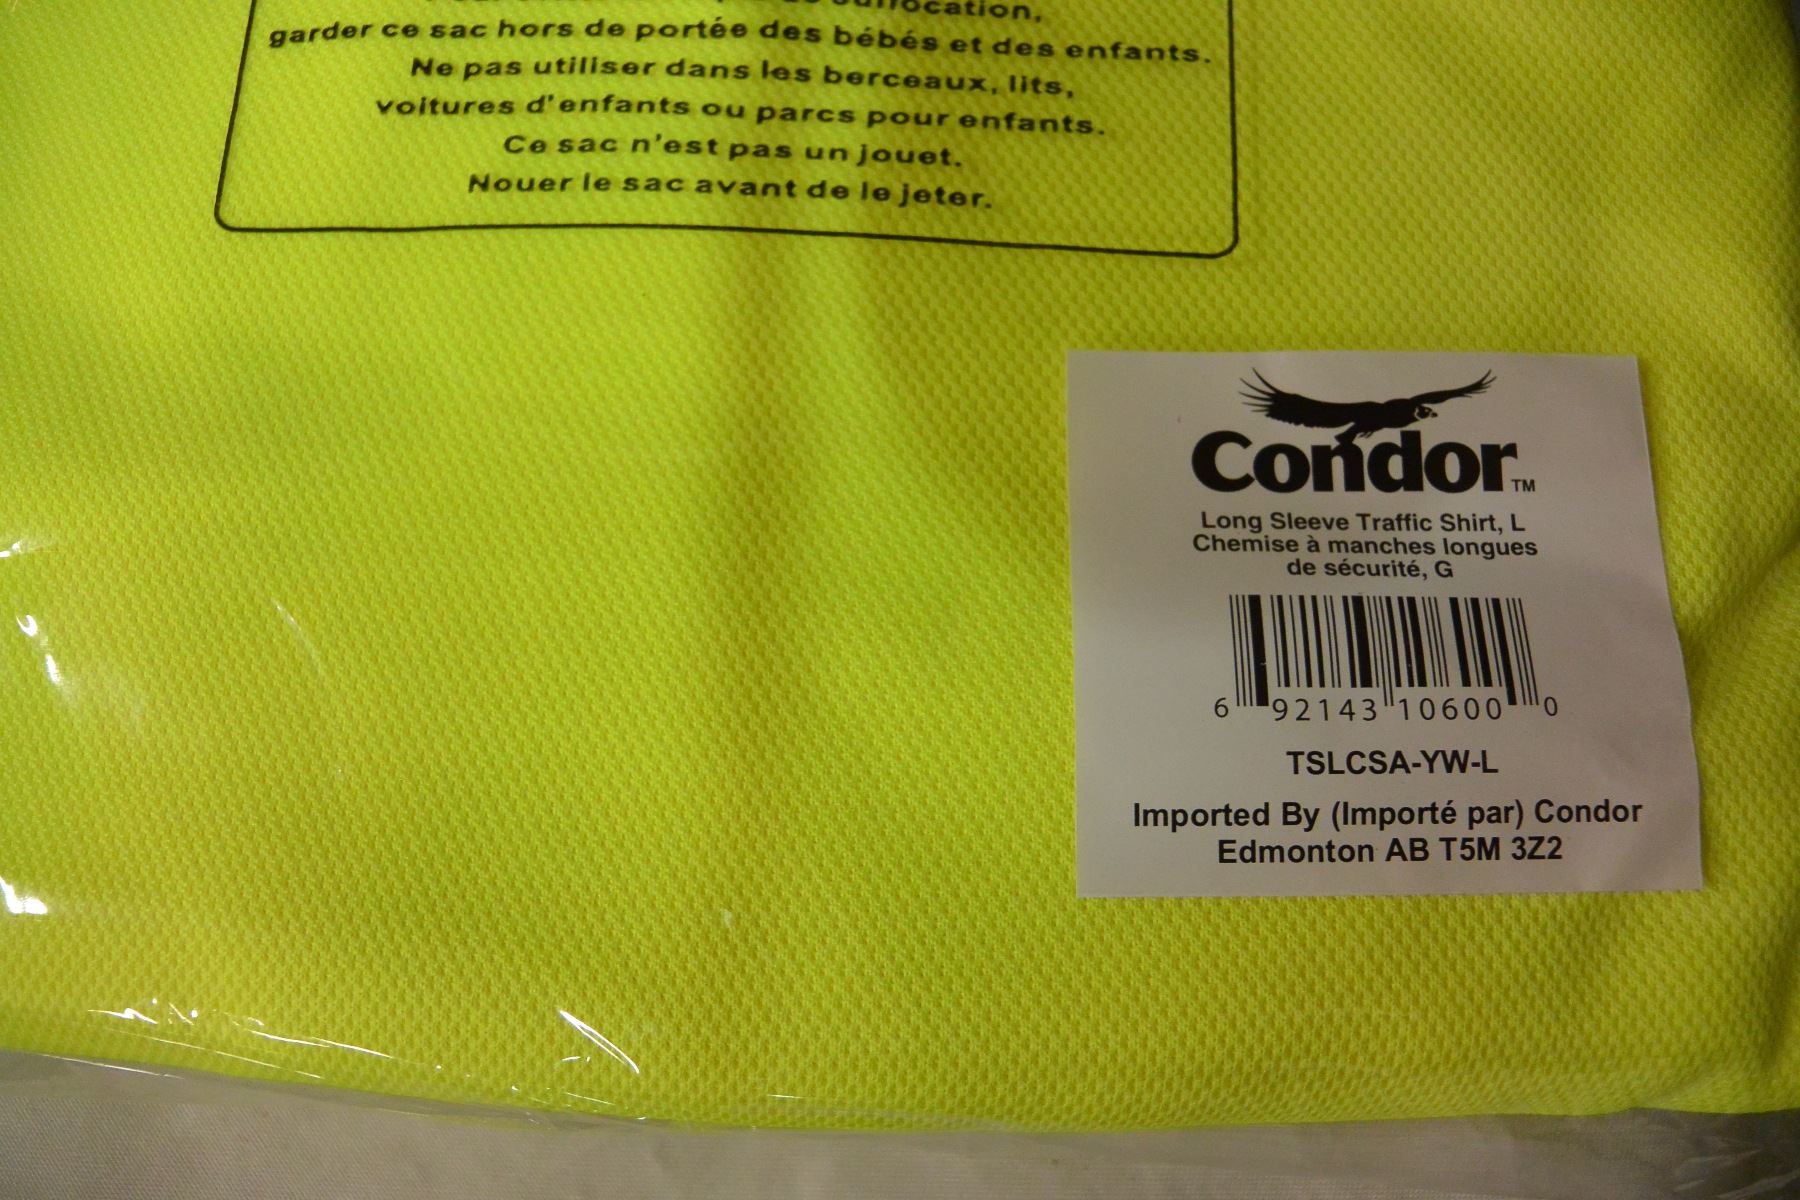 suffocation,
garder ce sac hors de portée des bébés et des enfants.
Ne pas utiliser dans les berceaux, lits,
voitures d'enfants ou parcs pour enfants.
Ce sac n'est pas un jouet.
Nouer le sac avant de le jeter.
Condor™
Long Sleeve Traffic Shirt, L
Chemise à manches longues
de sécurité, G
6 92143 10600 0
TSLCSA-YW-L
Imported By (Importé par) Condor
Edmonton AB T5M 3Z2